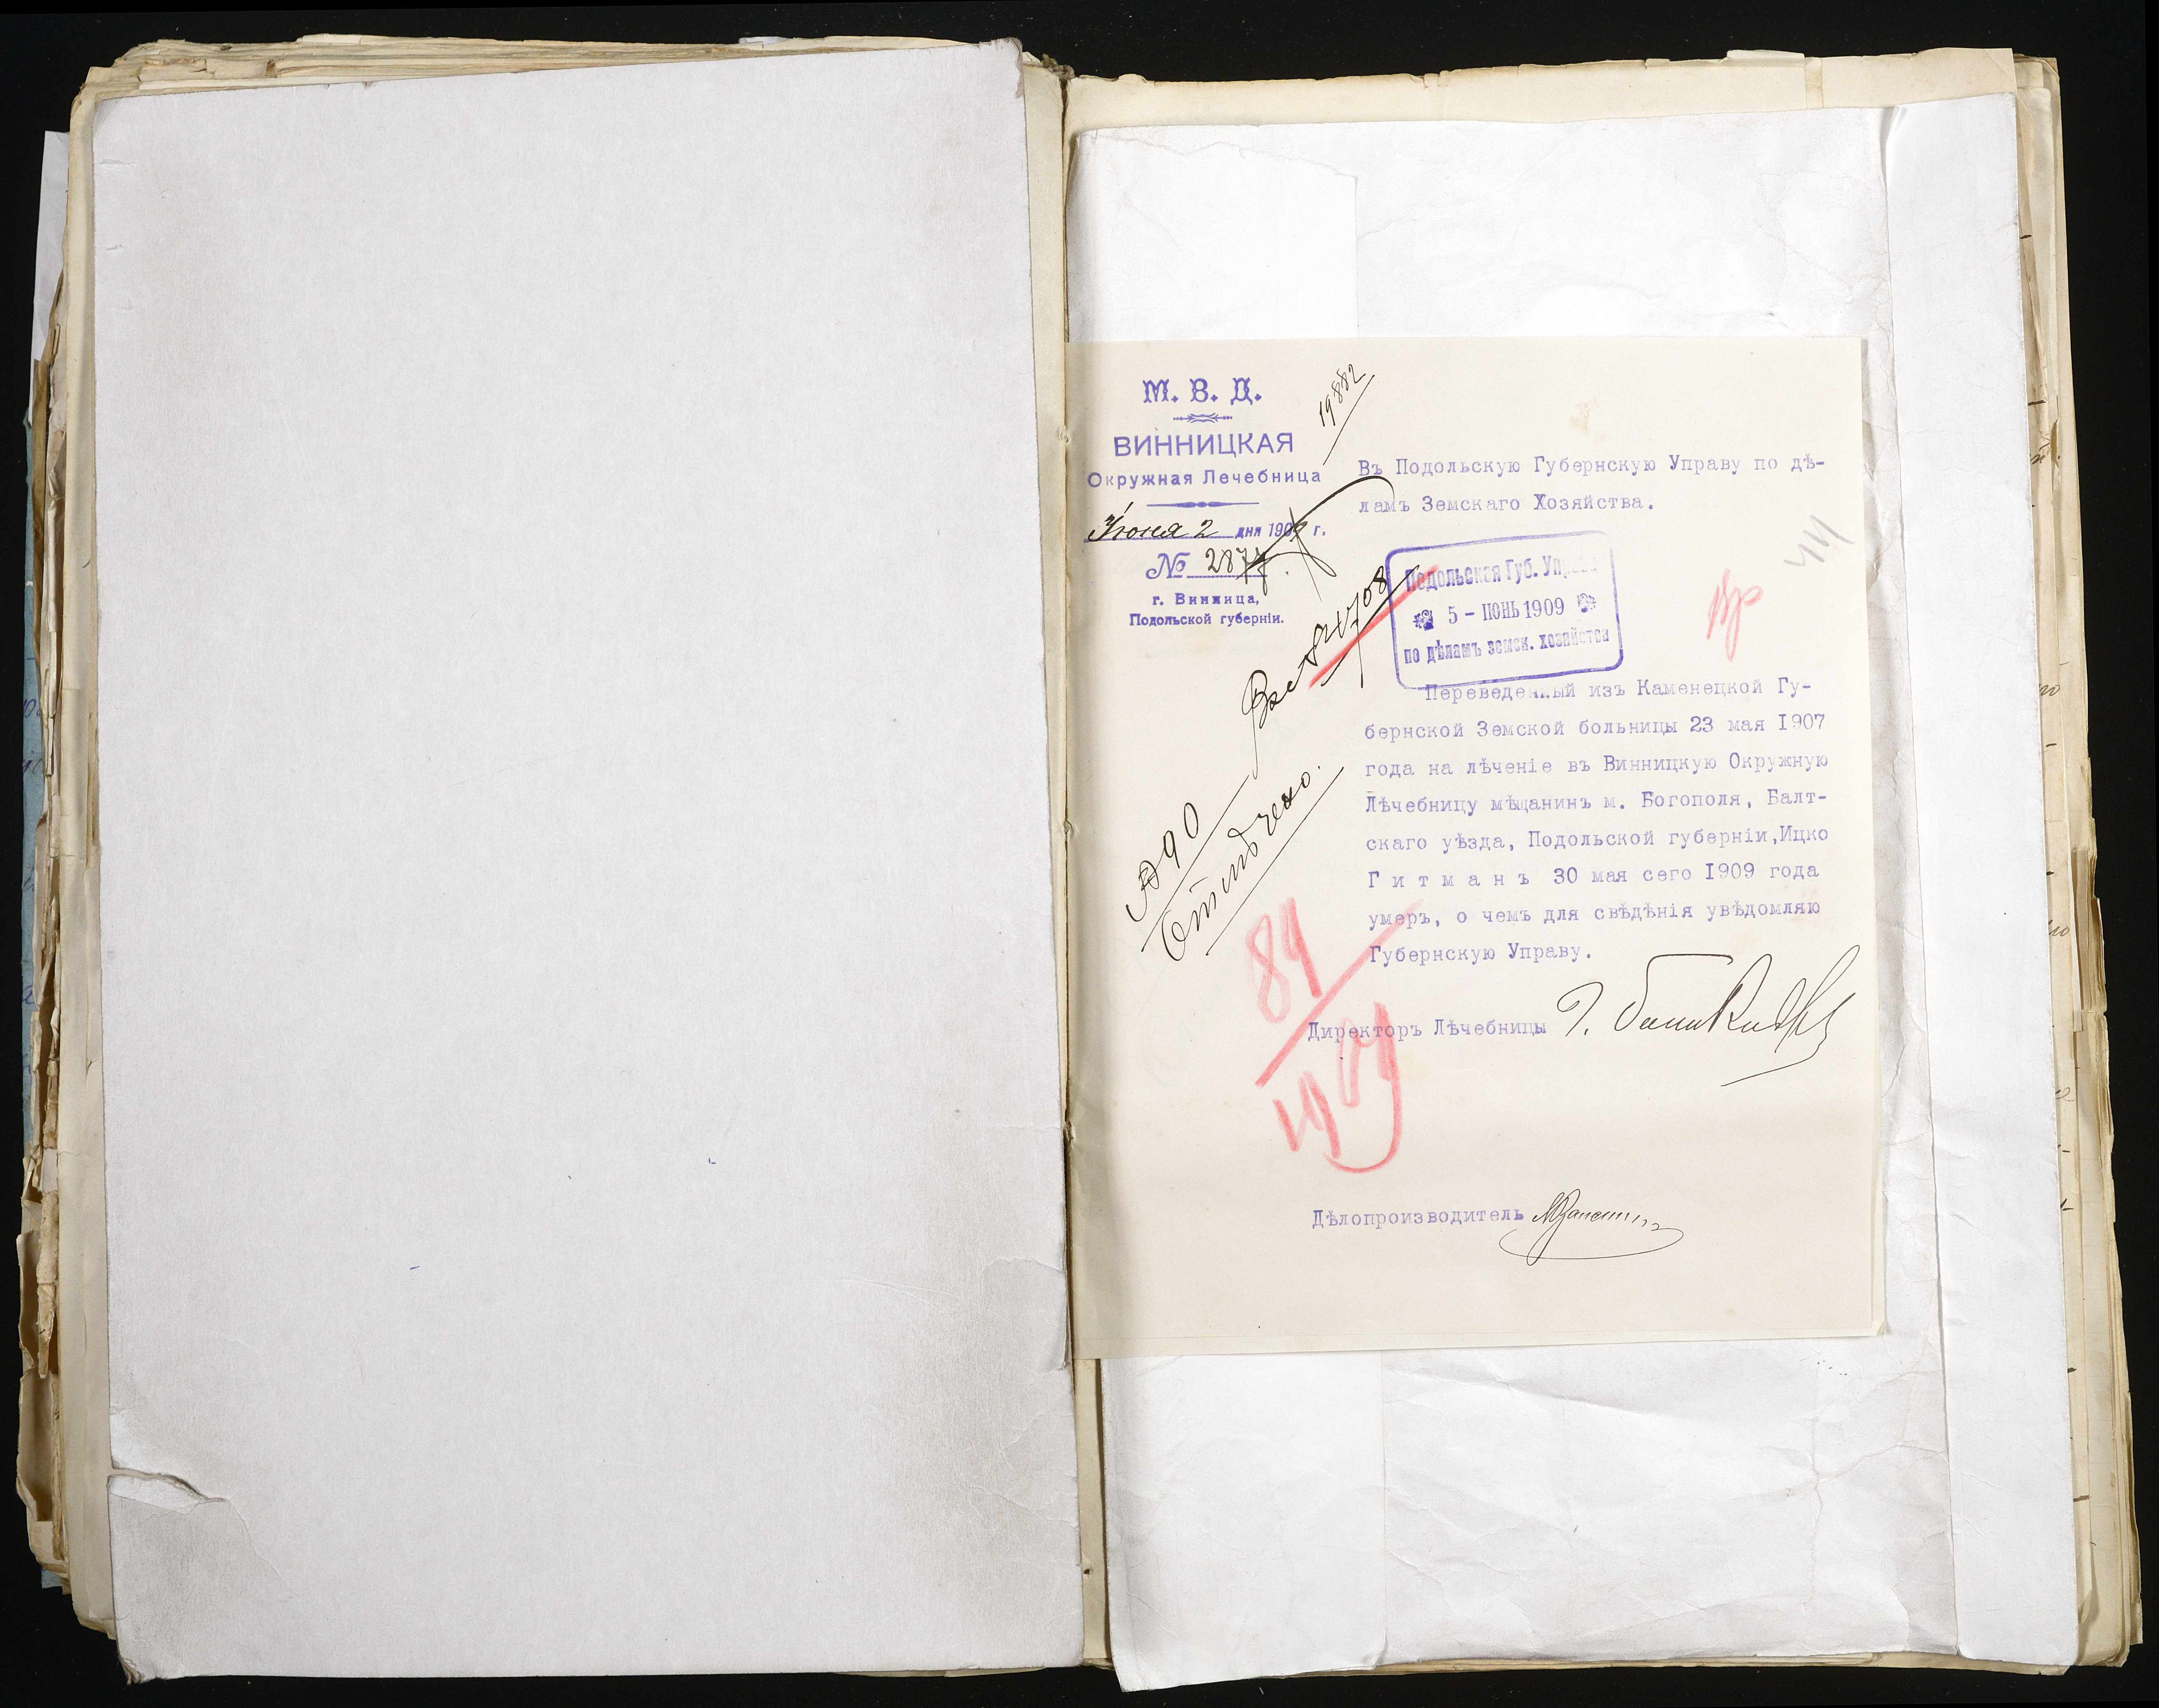 М. В. Д.
ВИННИЦКАЯ
Окружная Лечебница
Іюня 2 дня 1909 г.
№ 2877
г. Винница,
Подольской губерніи.
19882
Въ Подольскую Губернскую Управу по дѣ-
ламъ Земскаго Хозяйства.
Подольская Губ. Управа
5 - ІЮНЬ 1909
по дѣламъ земск. хозяйства
Переведенный изъ Каменецкой Гу-
бернской Земской больницы 23 мая 1907
года на лѣченіе въ Винницкую Окружную
Лѣчебницу мѣщанинъ м. Богополя, Балт-
скаго уѣзда, Подольской губерніи, Ицко
Г и т м а н ъ 30 мая сего 1909 года
умеръ, о чемъ для свѣдѣнія увѣдомляю
Губернскую Управу.
Отмѣчено.
Директоръ Лѣчебницы
Дѣлопроизводитель